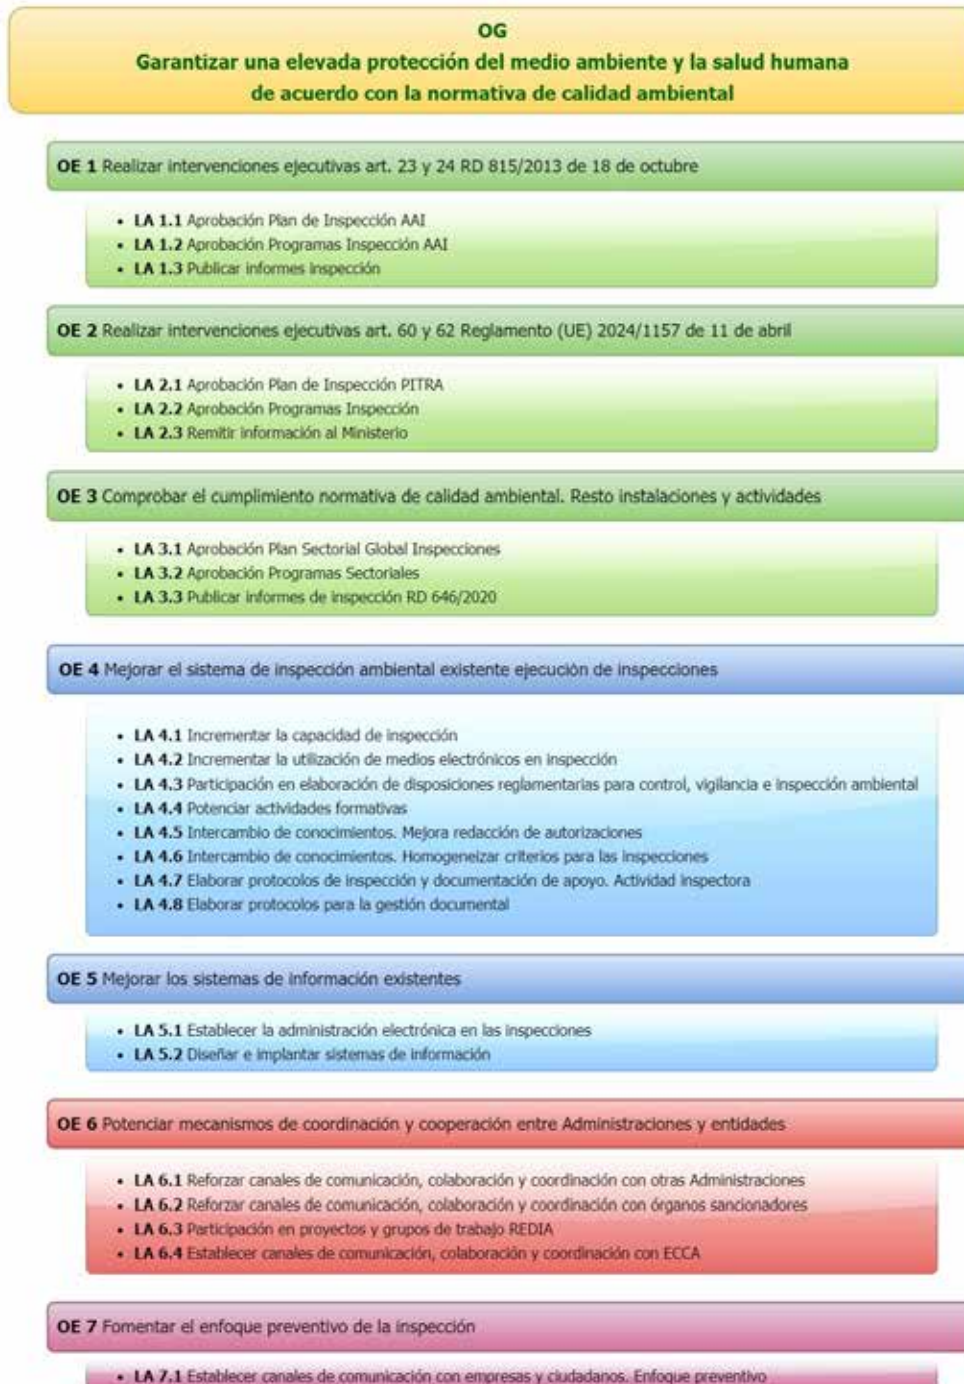 OG
Garantizar una elevada protección del medio ambiente y la salud humana
de acuerdo con la normativa de calidad ambiental
OE 1 Realizar intervenciones ejecutivas art. 23 y 24 RD 815/2013 de 18 de octubre
• LA 1.1 Aprobación Plan de Inspección AAI
• LA 1.2 Aprobación Programas Inspección AAI
• LA 1.3 Publicar informes inspección
OE 2 Realizar intervenciones ejecutivas art. 60 y 62 Reglamento (UE) 2024/1157 de 11 de abril
• LA 2.1 Aprobación Plan de Inspección PITRA
• LA 2.2 Aprobación Programas Inspección
• LA 2.3 Remitir información al Ministerio
OE 3 Comprobar el cumplimiento normativa de calidad ambiental. Resto instalaciones y actividades
• LA 3.1 Aprobación Plan Sectorial Global Inspecciones
• LA 3.2 Aprobación Programas Sectoriales
• LA 3.3 Publicar informes de inspección RD 646/2020
OE 4 Mejorar el sistema de inspección ambiental existente ejecución de inspecciones
• LA 4.1 Incrementar la capacidad de inspección
• LA 4.2 Incrementar la utilización de medios electrónicos en inspección
• LA 4.3 Participación en elaboración de disposiciones reglamentarias para control, vigilancia e inspección ambiental
• LA 4.4 Potenciar actividades formativas
• LA 4.5 Intercambio de conocimientos. Mejora redacción de autorizaciones
• LA 4.6 Intercambio de conocimientos. Homogeneizar criterios para las inspecciones
• LA 4.7 Elaborar protocolos de inspección y documentación de apoyo. Actividad inspectora
• LA 4.8 Elaborar protocolos para la gestión documental
OE 5 Mejorar los sistemas de información existentes
• LA 5.1 Establecer la administración electrónica en las inspecciones
• LA 5.2 Diseñar e implantar sistemas de información
OE 6 Potenciar mecanismos de coordinación y cooperación entre Administraciones y entidades
• LA 6.1 Reforzar canales de comunicación, colaboración y coordinación con otras Administraciones
• LA 6.2 Reforzar canales de comunicación, colaboración y coordinación con órganos sancionadores
• LA 6.3 Participación en proyectos y grupos de trabajo REDIA
• LA 6.4 Establecer canales de comunicación, colaboración y coordinación con ECCA
OE 7 Fomentar el enfoque preventivo de la inspección
• LA 7.1 Establecer canales de comunicación con empresas y ciudadanos. Enfoque preventivo